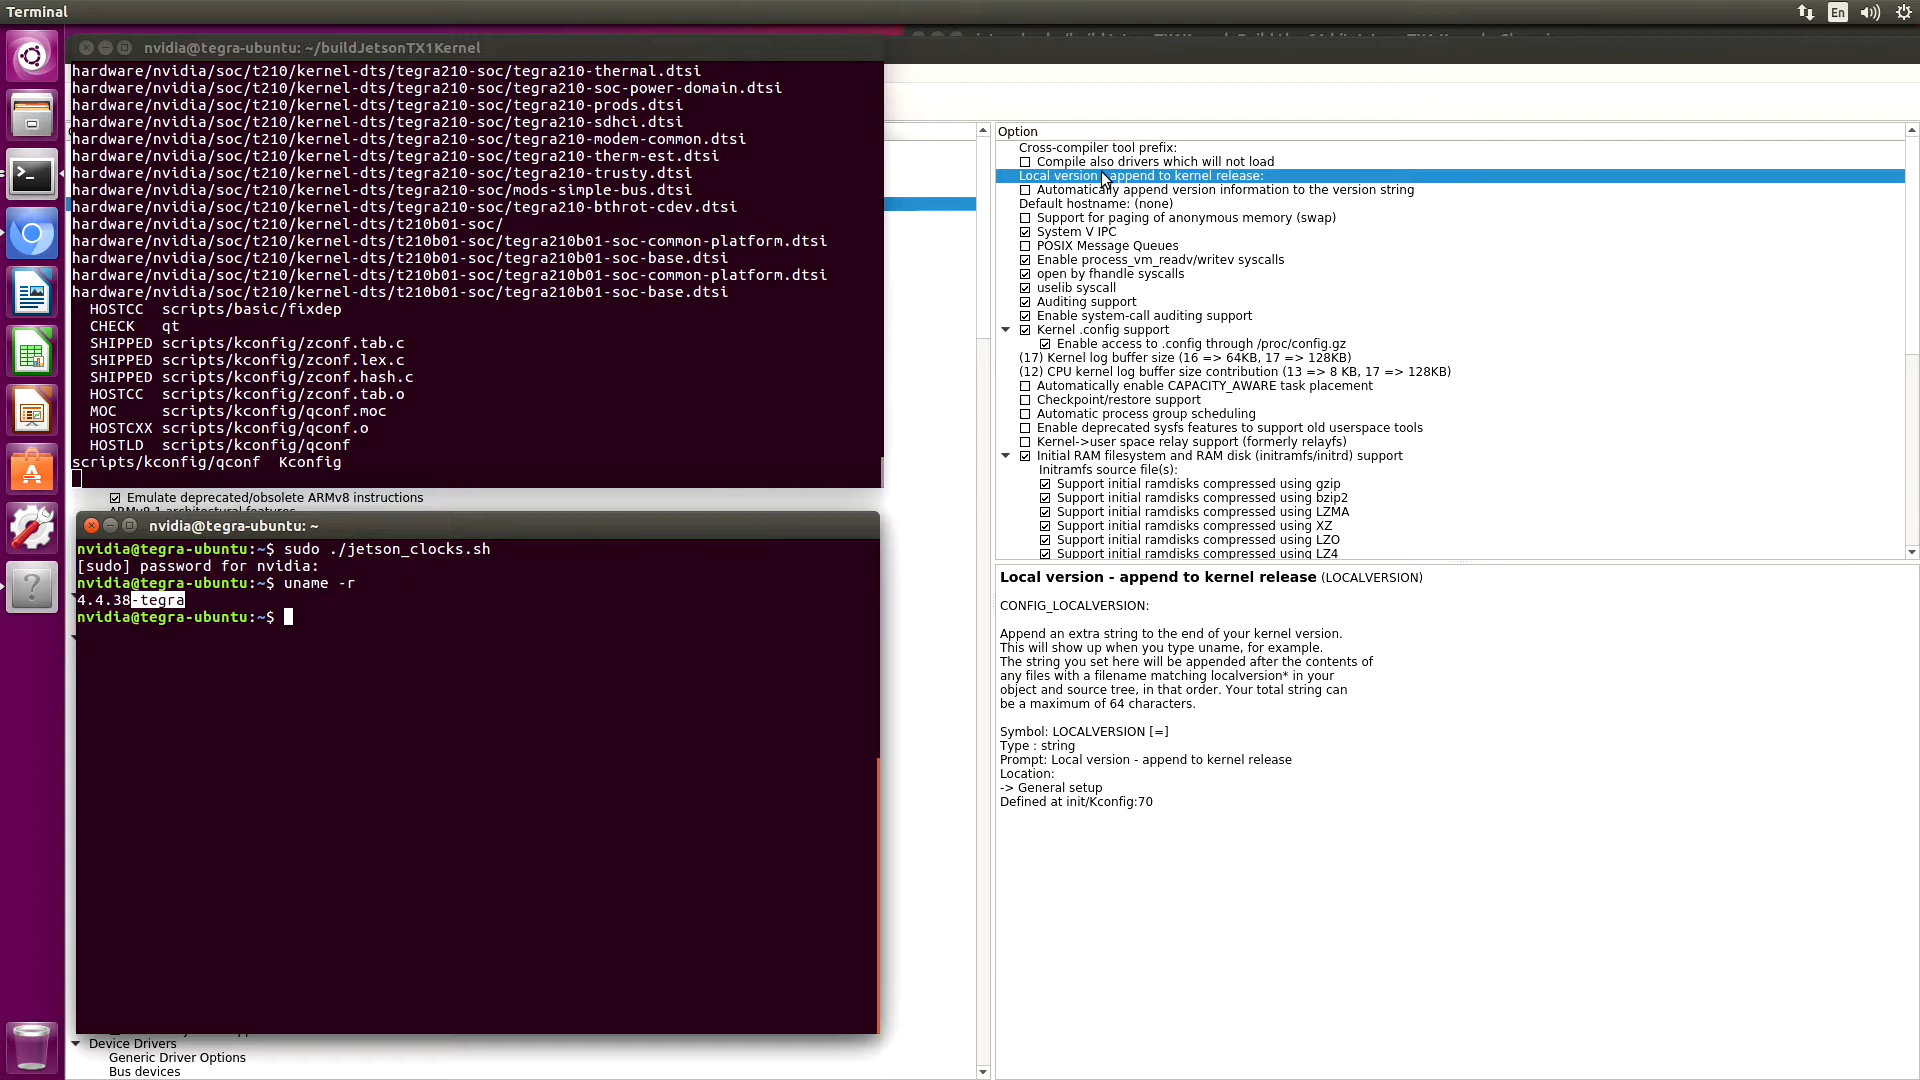 Terminal
En
nvidia@tegra-ubuntu: ~/buildJetsonTX1Kernel
hardware/nvidia/soc/t210/kernel-dts/tegra210-soc/tegra210-thermal.dtsi
hardware/nvidia/soc/t210/kernel-dts/tegra210-soc/tegra210-soc-power-domain.dtsi
hardware/nvidia/soc/t210/kernel-dts/tegra210-soc/tegra210-prods.dtsi
hardware/nvidia/soc/t210/kernel-dts/tegra210-soc/tegra210-sdhci.dtsi
hardware/nvidia/soc/t210/kernel-dts/tegra210-soc/tegra210-modem-common.dtsi
hardware/nvidia/soc/t210/kernel-dts/tegra210-soc/tegra210-therm-est.dtsi
hardware/nvidia/soc/t210/kernel-dts/tegra210-soc/tegra210-trusty.dtsi
hardware/nvidia/soc/t210/kernel-dts/tegra210-soc/mods-simple-bus.dtsi
hardware/nvidia/soc/t210/kernel-dts/tegra210-soc/tegra210-bthrot-cdev.dtsi
hardware/nvidia/soc/t210/kernel-dts/t210b01-soc/
hardware/nvidia/soc/t210/kernel-dts/t210b01-soc/tegra210b01-soc-common-platform.dtsi
hardware/nvidia/soc/t210/kernel-dts/t210b01-soc/tegra210b01-soc-base.dtsi
hardware/nvidia/soc/t210/kernel-dts/t210b01-soc/tegra210b01-soc-common-platform.dtsi
hardware/nvidia/soc/t210/kernel-dts/t210b01-soc/tegra210b01-soc-base.dtsi
HOSTCC scripts/basic/fixdep
CHECK qt
SHIPPED scripts/kconfig/zconf.tab.c
SHIPPED scripts/kconfig/zconf.lex.c
SHIPPED scripts/kconfig/zconf.hash.c
HOSTCC scripts/kconfig/zconf.tab.o
MOC scripts/kconfig/qconf.moc
HOSTCXX scripts/kconfig/qconf.o
HOSTLD scripts/kconfig/qconf
scripts/kconfig/qconf Kconfig
Emulate deprecated/obsolete ARMv8 instructions
ARMv8.1 architectural features
nvidia@tegra-ubuntu: ~
nvidia@tegra-ubuntu:~$ sudo ./jetson_clocks.sh
[sudo] password for nvidia:
nvidia@tegra-ubuntu:~$ uname -r
4.4.38-tegra
nvidia@tegra-ubuntu:~$
Device Drivers
Generic Driver Options
Bus devices
Option
Cross-compiler tool prefix:
Compile also drivers which will not load
Local version - append to kernel release:
Automatically append version information to the version string
Default hostname: (none)
Support for paging of anonymous memory (swap)
System V IPC
POSIX Message Queues
Enable process_vm_readv/writev syscalls
open by fhandle syscalls
uselib syscall
Auditing support
Enable system-call auditing support
Kernel .config support
Enable access to .config through /proc/config.gz
(17) Kernel log buffer size (16 => 64KB, 17 => 128KB)
(12) CPU kernel log buffer size contribution (13 => 8 KB, 17 => 128KB)
Automatically enable CAPACITY_AWARE task placement
Checkpoint/restore support
Automatic process group scheduling
Enable deprecated sysfs features to support old userspace tools
Kernel->user space relay support (formerly relayfs)
Initial RAM filesystem and RAM disk (initramfs/initrd) support
Initramfs source file(s):
Support initial ramdisks compressed using gzip
Support initial ramdisks compressed using bzip2
Support initial ramdisks compressed using LZMA
Support initial ramdisks compressed using XZ
Support initial ramdisks compressed using LZO
Support initial ramdisks compressed using LZ4
Local version - append to kernel release (LOCALVERSION)
CONFIG_LOCALVERSION:
Append an extra string to the end of your kernel version.
This will show up when you type uname, for example.
The string you set here will be appended after the contents of
any files with a filename matching localversion* in your
object and source tree, in that order. Your total string can
be a maximum of 64 characters.
Symbol: LOCALVERSION [=]
Type : string
Prompt: Local version - append to kernel release
Location:
-> General setup
Defined at init/Kconfig:70